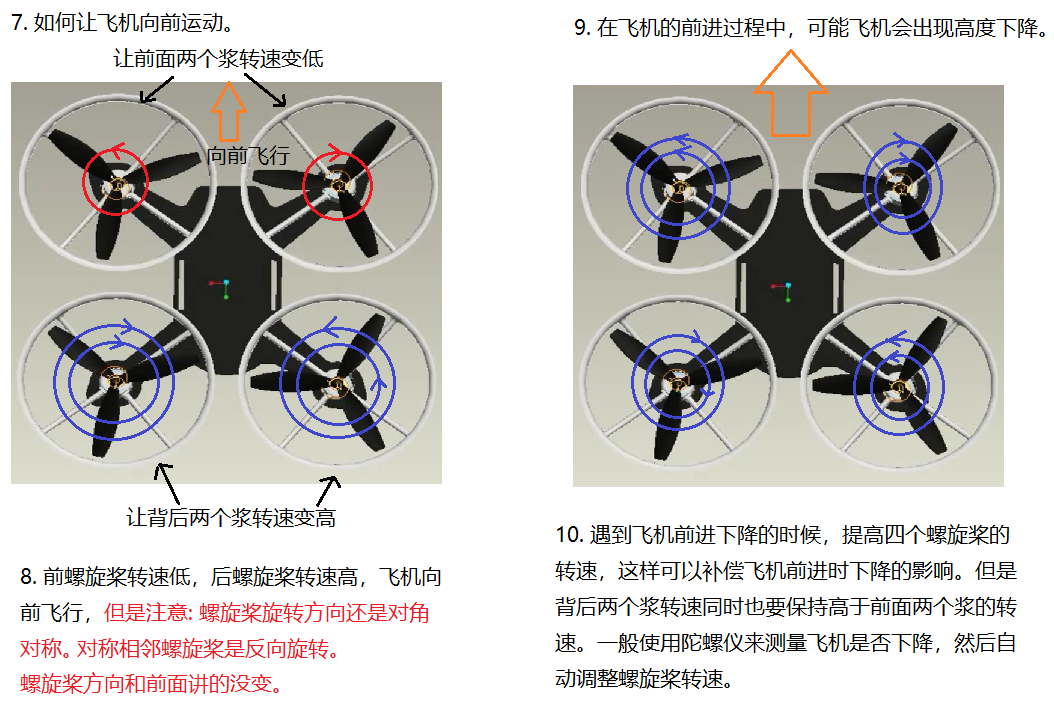 7. 如何让飞机向前运动。
让前面两个浆转速变低
向前飞行
让背后两个浆转速变高
8. 前螺旋桨转速低，后螺旋桨转速高，飞机向
前飞行，但是注意: 螺旋桨旋转方向还是对角
对称。对称相邻螺旋桨是反向旋转。
螺旋桨方向和前面讲的没变。
9. 在飞机的前进过程中，可能飞机会出现高度下降。
10. 遇到飞机前进下降的时候，提高四个螺旋桨的
转速，这样可以补偿飞机前进时下降的影响。但是
背后两个浆转速同时也要保持高于前面两个浆的转
速。一般使用陀螺仪来测量飞机是否下降，然后自
动调整螺旋桨转速。